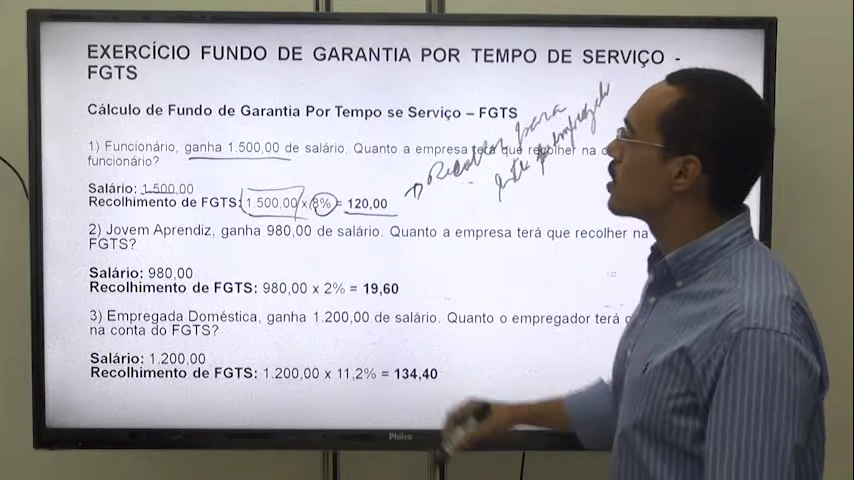 EXERCÍCIO FUNDO DE GARANTIA POR TEMPO DE SERVIÇO -
FGTS
Cálculo de Fundo de Garantia Por Tempo se Serviço – FGTS
1) Funcionário, ganha 1.500,00 de salário. Quanto a empresa terá que recolher na
funcionário?
Salário: 1.500,00
Recolhimento de FGTS: 1.500,00 x 8% = 120,00
Recolher para
2) Jovem Aprendiz, ganha 980,00 de salário. Quanto a empresa terá que recolher na
FGTS?
Salário: 980,00
Recolhimento de FGTS: 980,00 x 2% = 19,60
3) Empregada Doméstica, ganha 1.200,00 de salário. Quanto o empregador terá
na conta do FGTS?
Salário: 1.200,00
Recolhimento de FGTS: 1.200,00 x 11,2% = 134,40
Philco